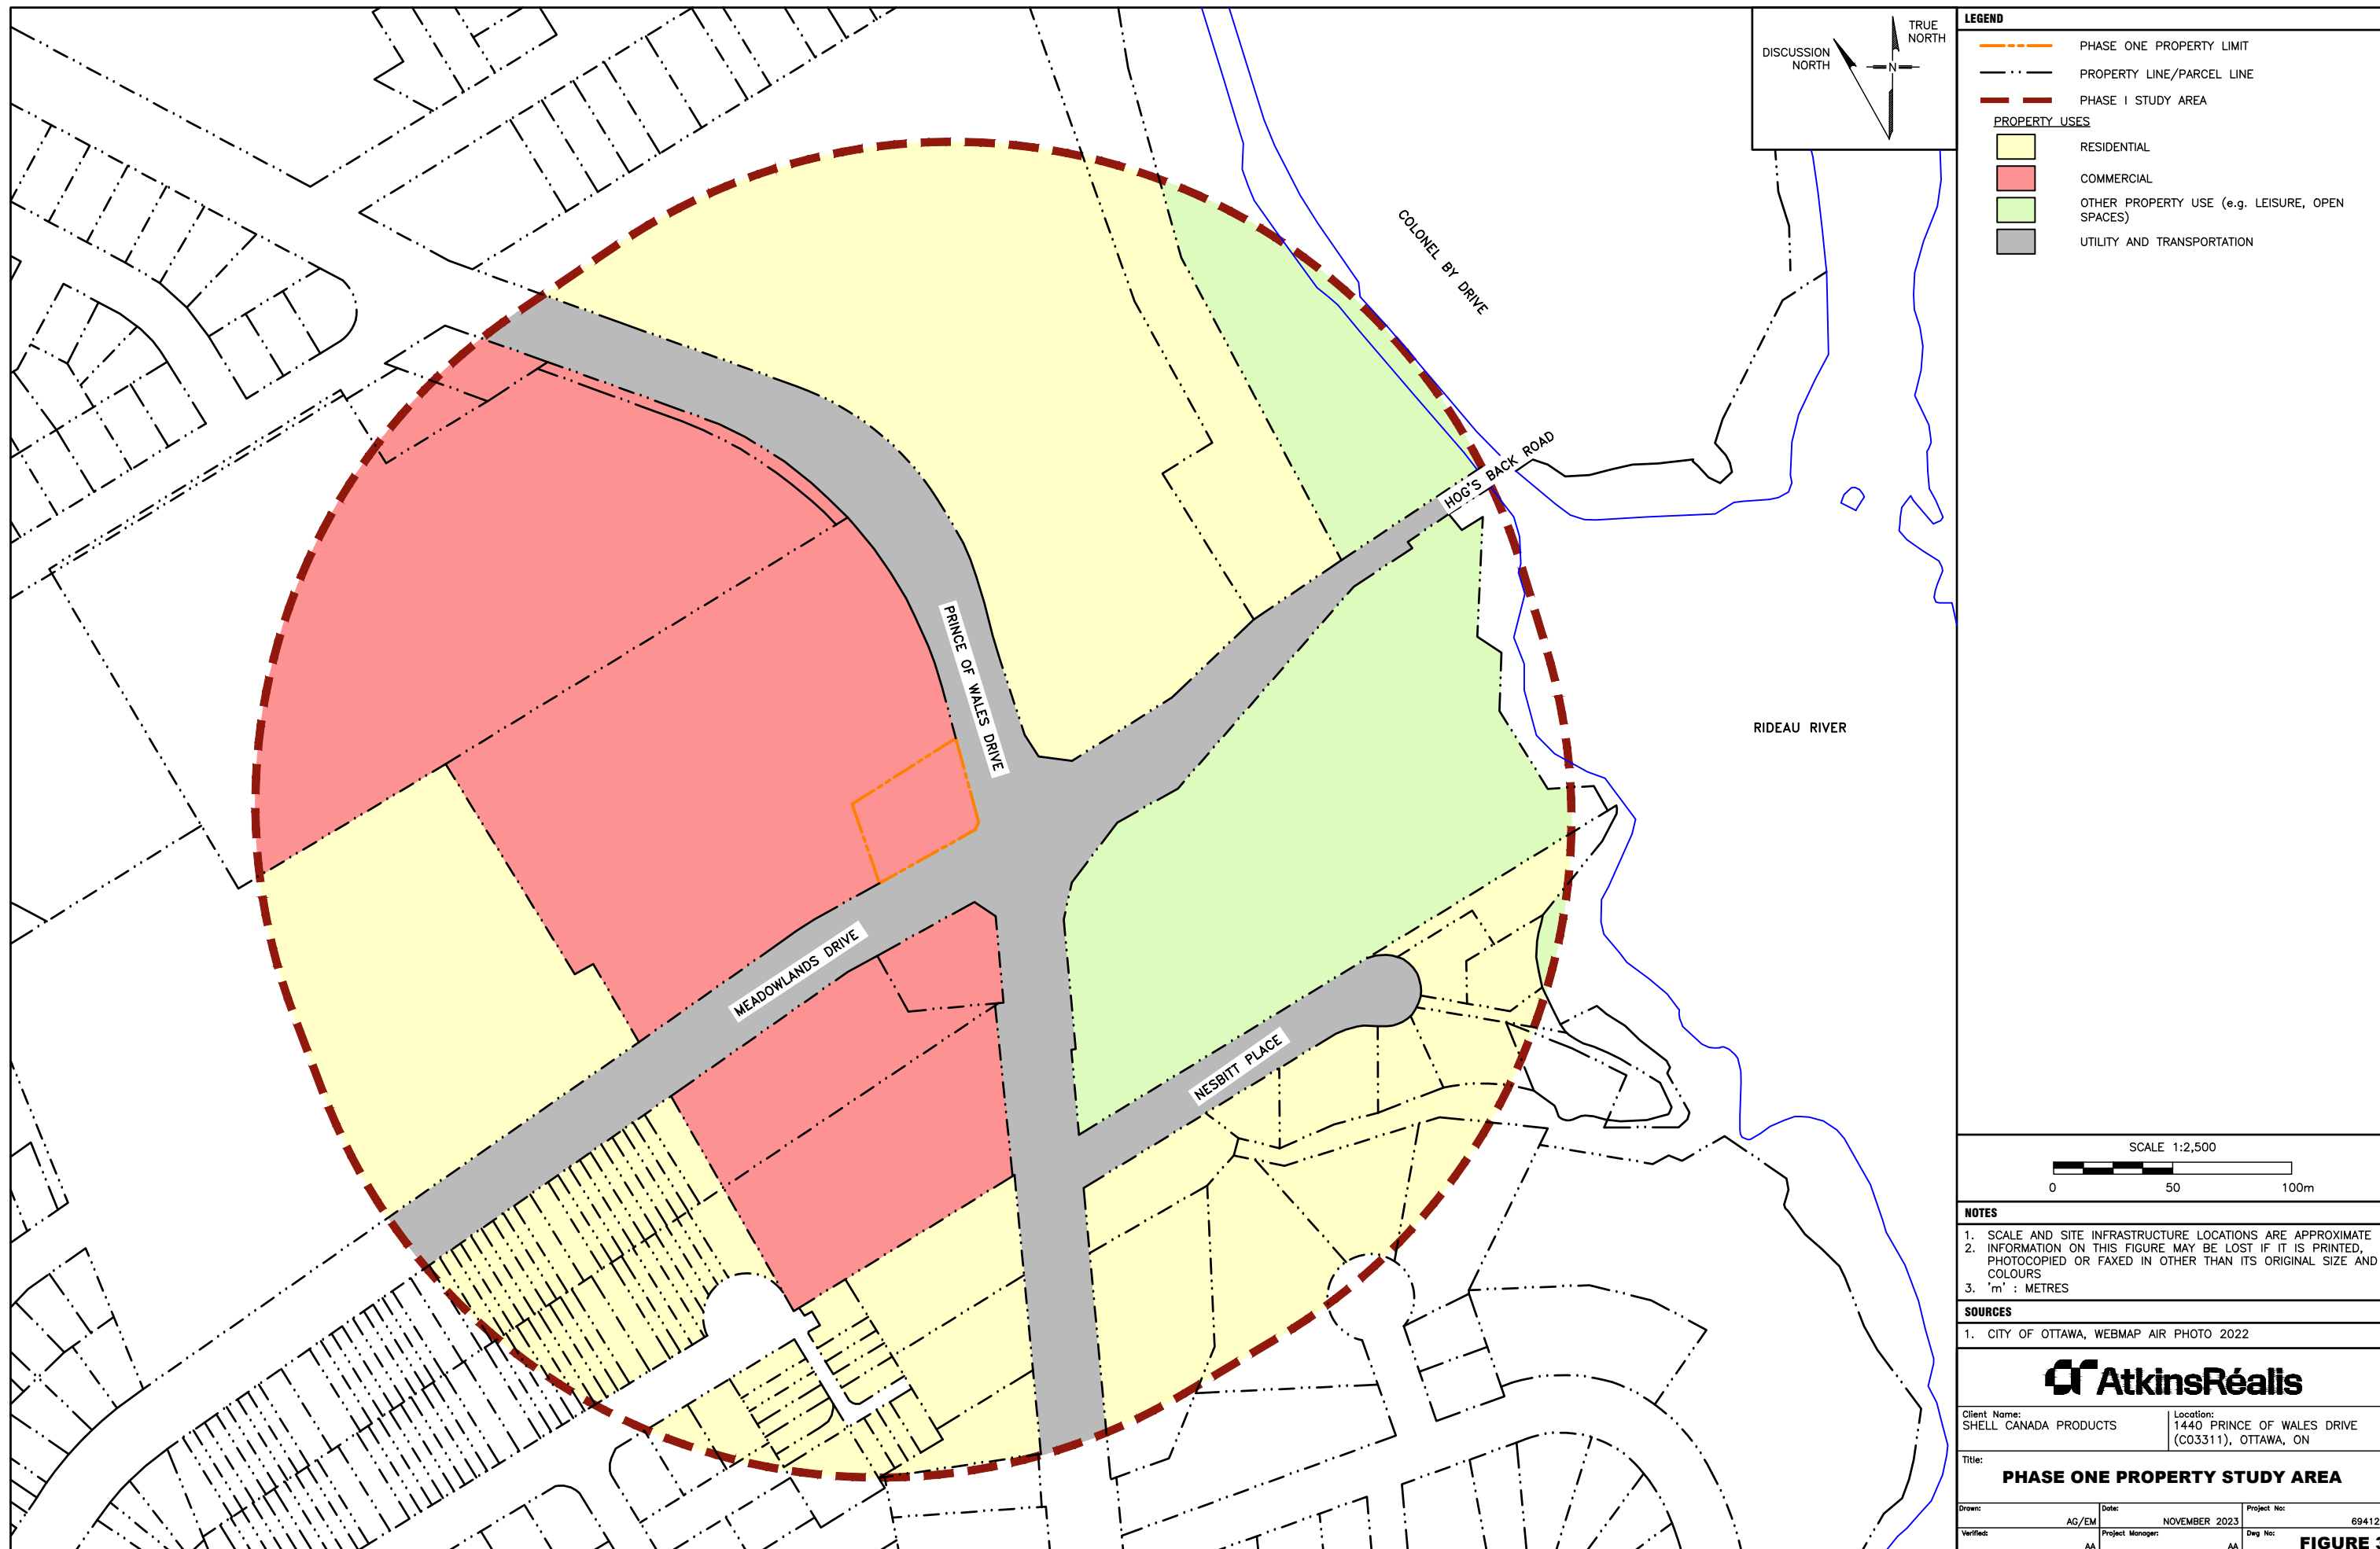 DISCUSSION
NORTH
TRUE
NORTH
N
COLONEL BY DRIVE
HOG'S BACK ROAD
PRINCE OF WALES DRIVE
RIDEAU RIVER
MEADOWLANDS DRIVE
NESBITT PLACE
LEGEND
PHASE ONE PROPERTY LIMIT
PROPERTY LINE/PARCEL LINE
PHASE I STUDY AREA
PROPERTY USES
RESIDENTIAL
COMMERCIAL
OTHER PROPERTY USE (e.g. LEISURE, OPEN
SPACES)
UTILITY AND TRANSPORTATION
SCALE 1:2,500
0 50 100m
NOTES
1. SCALE AND SITE INFRASTRUCTURE LOCATIONS ARE APPROXIMATE
2. INFORMATION ON THIS FIGURE MAY BE LOST IF IT IS PRINTED,
PHOTOCOPIED OR FAXED IN OTHER THAN ITS ORIGINAL SIZE AND
COLOURS
3. 'm' : METRES
SOURCES
1. CITY OF OTTAWA, WEBMAP AIR PHOTO 2022
AtkinsRéalis
Client Name:
SHELL CANADA PRODUCTS
Location:
1440 PRINCE OF WALES DRIVE
(C03311), OTTAWA, ON
Title:
PHASE ONE PROPERTY STUDY AREA
Drawn: AG/EM
Date: NOVEMBER 2023
Project No: 69412
Verified: AA
Project Manager: AA
Dwg No: FIGURE